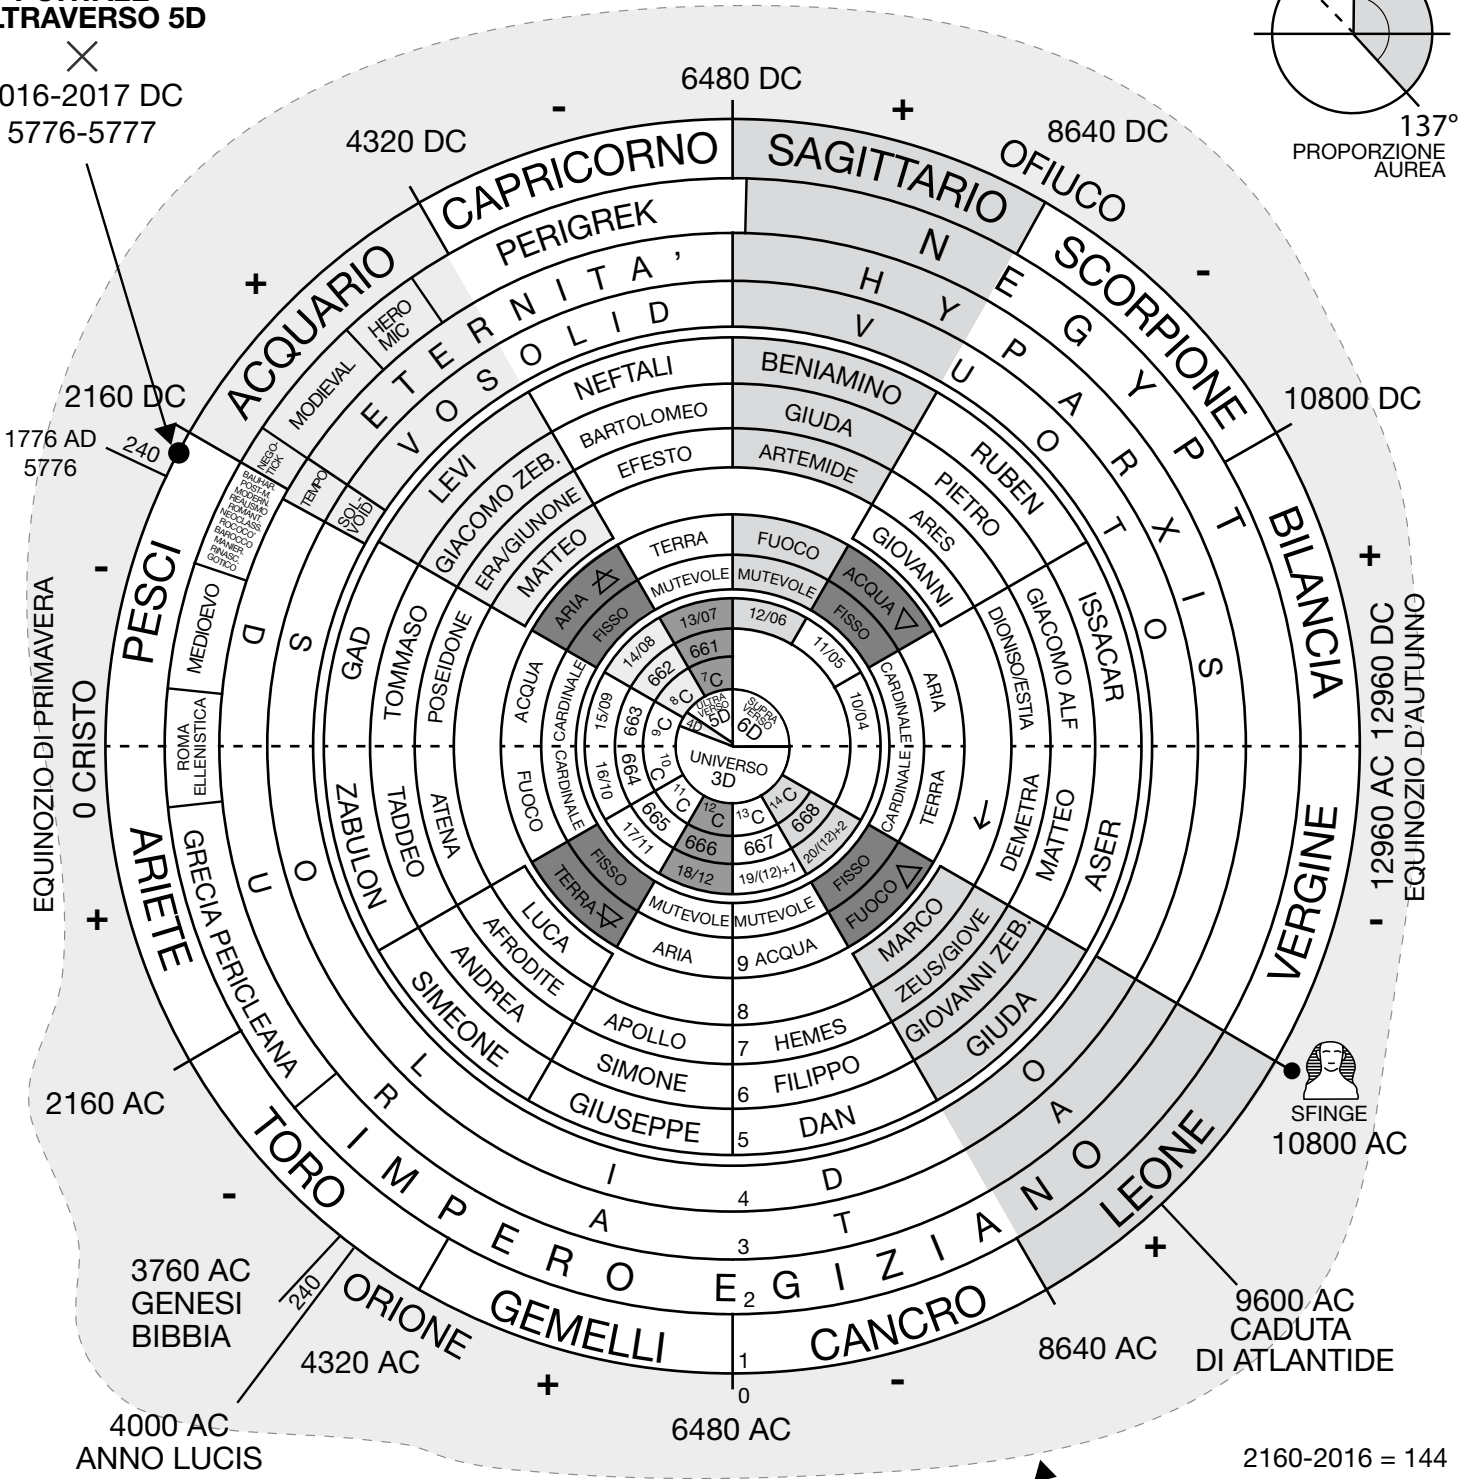 LTRAVERSO 5D
016-2017 DC
5776-5777
137°
PROPORZIONE
AUREA
6480 DC
-
+
4320 DC
8640 DC
OFIUCO
+
-
2160 DC
10800 DC
1776 AD
5776
240
-
+
EQUINOZIO DI PRIMAVERA
0 CRISTO
12960 AC 12960 DC
EQUINOZIO D'AUTUNNO
+
-
CAPRICORNO
SAGITTARIO
SCORPIONE
BILANCIA
VERGINE
LEONE
CANCRO
GEMELLI
TORO
ARIETE
PESCI
ACQUARIO
PERIGREK
NEGYPT
HERO
MIC
MODIEVAL
NEGO-
TICK
BAUHAR.
POST-M.
MODERN.
REALISMO
ROMANT.
NEOCLASS.
ROCOCO'
BAROCCO
MANIER.
RINASC.
GOTICO
MEDIOEVO
ROMA
ELLENISTICA
GRECIA PERICLEANA
IMPERO EGIZIANO
ETERNITA'
HYPARXIS
TEMPO
DURATA
VOSOLID
VUOTO
SOL-
VOID
SOLIDO
NEFTALI
BENIAMINO
RUBEN
ISSACAR
ASER
GIUDA
DAN
GIUSEPPE
SIMEONE
ZABULON
GAD
LEVI
BARTOLOMEO
GIUDA
PIETRO
GIACOMO ALF
MATTEO
GIOVANNI ZEB.
FILIPPO
SIMONE
ANDREA
TADDEO
TOMMASO
GIACOMO ZEB.
EFESTO
ARTEMIDE
ARES
DIONISO/ESTIA
DEMETRA
ZEUS/GIOVE
HEMES
APOLLO
AFRODITE
ATENA
POSEIDONE
ERA/GIUNONE
MATTEO
GIOVANNI
MARCO
LUCA
TERRA
FUOCO
ACQUA
ARIA
TERRA
FUOCO
ACQUA
ARIA
TERRA
FUOCO
ACQUA
ARIA
MUTEVOLE
MUTEVOLE
FISSO
CARDINALE
CARDINALE
FISSO
MUTEVOLE
MUTEVOLE
FISSO
CARDINALE
CARDINALE
FISSO
13/07
12/06
11/05
10/04
20/(12)+2
19/(12)+1
18/12
17/11
16/10
15/09
14/08
661
662
663
664
665
666
667
668
7C
8C
9C
10C
11C
12C
13C
14C
ULTRA
VERSO
5D
SUPRA
VERSO
6D
4D
UNIVERSO
3D
9
8
7
6
5
4
3
2
1
0
SFINGE
10800 AC
+
-
2160 AC
-
+
3760 AC
GENESI
BIBBIA
240
ORIONE
4320 AC
4000 AC
ANNO LUCIS
+
-
6480 AC
8640 AC
9600 AC
CADUTA
DI ATLANTIDE
2160-2016 = 144